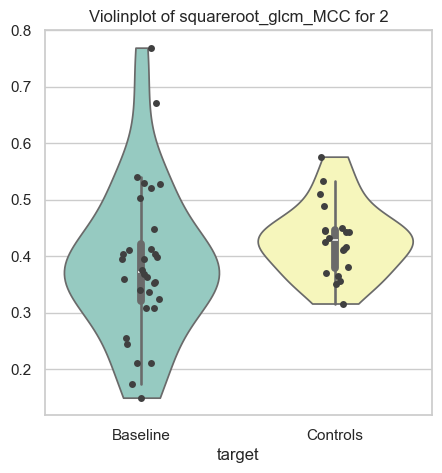 Violinplot of squareroot_glcm_MCC for 2
0.8
0.7
0.6
0.5
0.4
0.3
0.2
Baseline
Controls
target